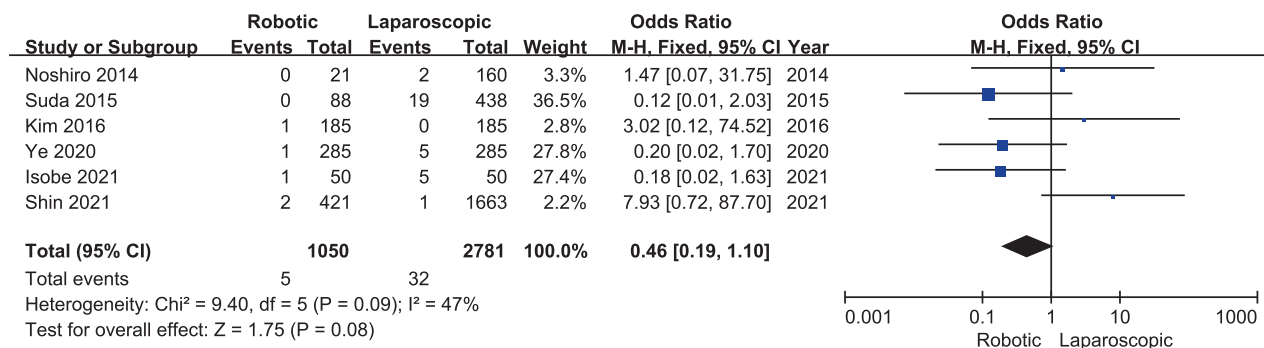 Robotic Laparoscopic Odds Ratio Odds Ratio
Study or Subgroup Events Total Events Total Weight M-H, Fixed, 95% CI Year M-H, Fixed, 95% CI
Noshiro 2014 0 21 2 160 3.3% 1.47 [0.07, 31.75] 2014
Suda 2015 0 88 19 438 36.5% 0.12 [0.01, 2.03] 2015
Kim 2016 1 185 0 185 2.8% 3.02 [0.12, 74.52] 2016
Ye 2020 1 285 5 285 27.8% 0.20 [0.02, 1.70] 2020
Isobe 2021 1 50 5 50 27.4% 0.18 [0.02, 1.63] 2021
Shin 2021 2 421 1 1663 2.2% 7.93 [0.72, 87.70] 2021
Total (95% CI) 1050 2781 100.0% 0.46 [0.19, 1.10]
Total events 5 32
Heterogeneity: Chi² = 9.40, df = 5 (P = 0.09); I² = 47%
Test for overall effect: Z = 1.75 (P = 0.08)
0.001 0.1 1 10 1000
Robotic Laparoscopic